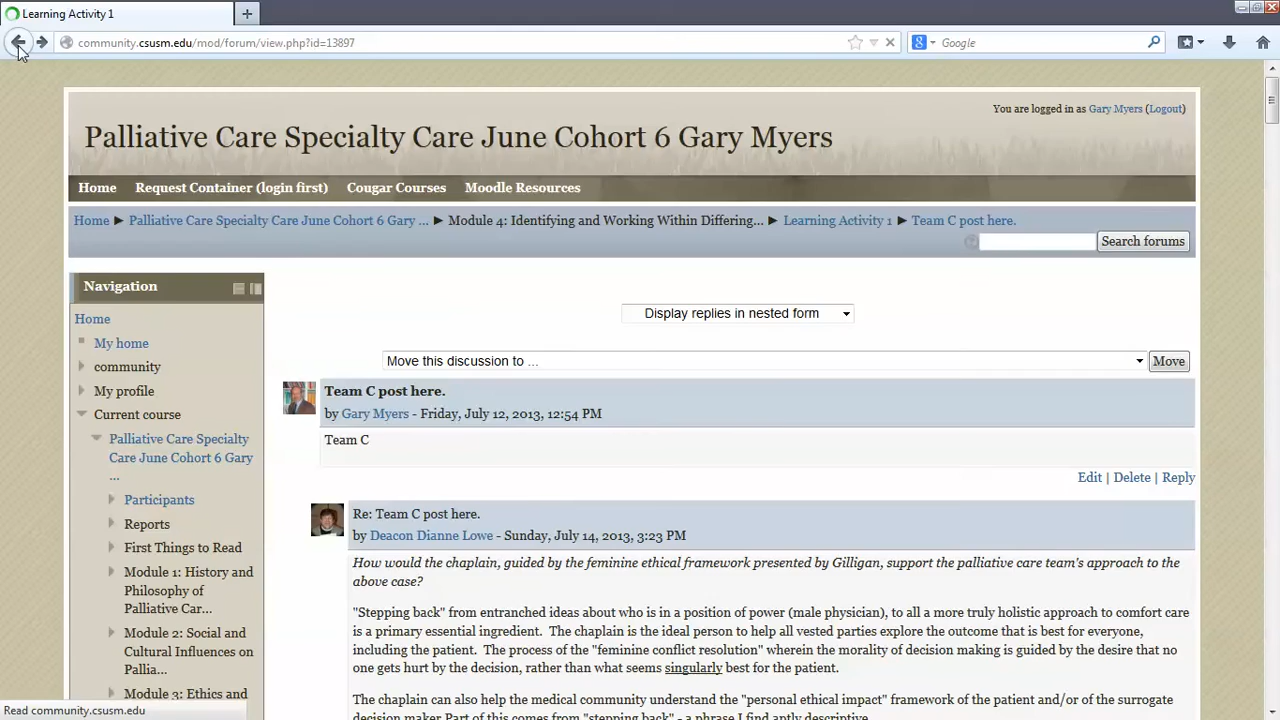 Learning Activity 1
community.csusm.edu/mod/forum/view.php?id=13897
Google
You are logged in as Gary Myers (Logout)
Palliative Care Specialty Care June Cohort 6 Gary Myers
Home Request Container (login first) Cougar Courses Moodle Resources
Home ► Palliative Care Specialty Care June Cohort 6 Gary ... ► Module 4: Identifying and Working Within Differing... ► Learning Activity 1 ► Team C post here.
Search forums
Navigation
Home
My home
community
My profile
Current course
Palliative Care Specialty
Care June Cohort 6 Gary
...
Participants
Reports
First Things to Read
Module 1: History and
Philosophy of
Palliative Car...
Module 2: Social and
Cultural Influences on
Pallia...
Module 3: Ethics and
Display replies in nested form
Move this discussion to ... Move
Team C post here.
by Gary Myers - Friday, July 12, 2013, 12:54 PM
Team C
Edit | Delete | Reply
Re: Team C post here.
by Deacon Dianne Lowe - Sunday, July 14, 2013, 3:23 PM
How would the chaplain, guided by the feminine ethical framework presented by Gilligan, support the palliative care team's approach to the
above case?
"Stepping back" from entranched ideas about who is in a position of power (male physician), to all a more truly holistic approach to comfort care
is a primary essential ingredient. The chaplain is the ideal person to help all vested parties explore the outcome that is best for everyone,
including the patient. The process of the "feminine conflict resolution" wherein the morality of decision making is guided by the desire that no
one gets hurt by the decision, rather than what seems singularly best for the patient.
The chaplain can also help the medical community understand the "personal ethical impact" framework of the patient and/or of the surrogate
decision maker Part of this comes from "stepping back" - a phrase I find aptly descriptive.
Read community.csusm.edu